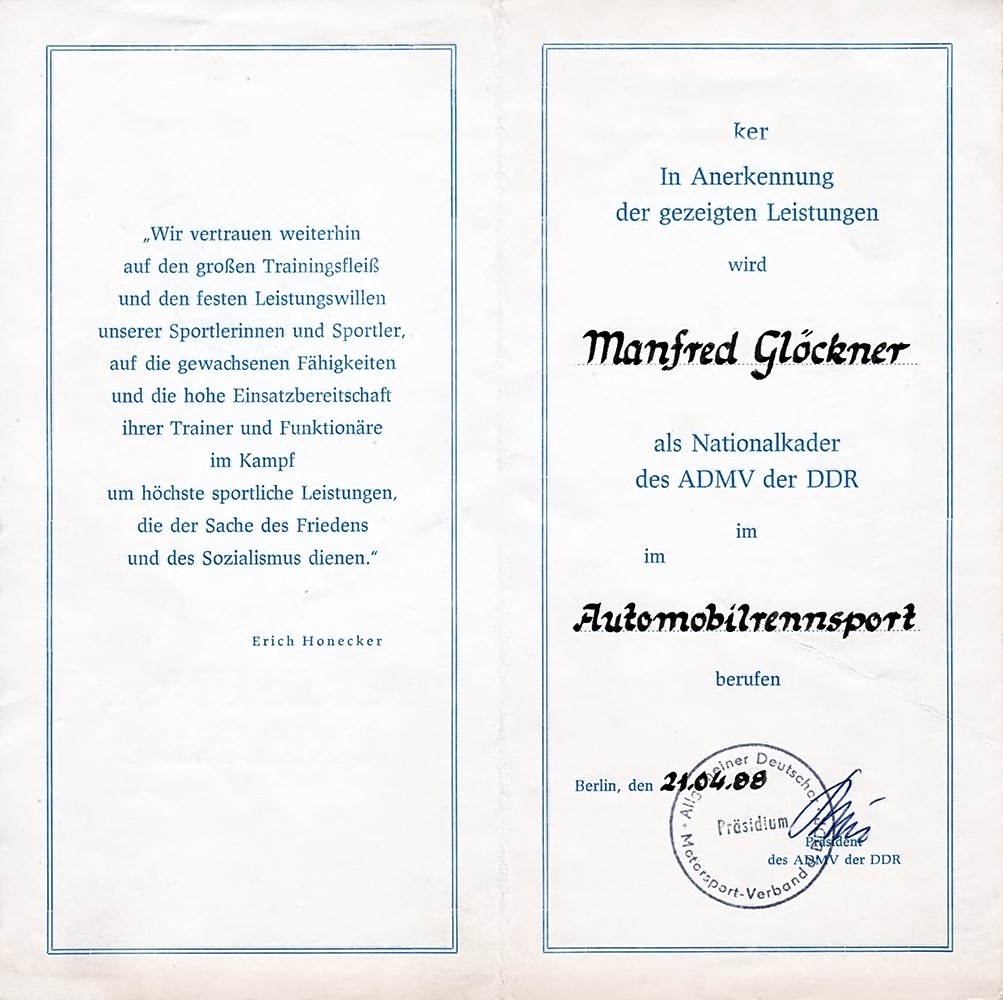 „Wir vertrauen weiterhin
auf den großen Trainingsfleiß
und den festen Leistungswillen
unserer Sportlerinnen und Sportler,
auf die gewachsenen Fähigkeiten
und die hohe Einsatzbereitschaft
ihrer Trainer und Funktionäre
im Kampf
um höchste sportliche Leistungen,
die der Sache des Friedens
und des Sozialismus dienen.“
Erich Honecker
ker
In Anerkennung
der gezeigten Leistungen
wird
Manfred Glöckner
als Nationalkader
des ADMV der DDR
im
im
Automobilrennsport
berufen
Berlin, den 21.04.88
Allgemeiner Deutscher
Motorsport-Verband
Präsidium
Präsident
des ADMV der DDR